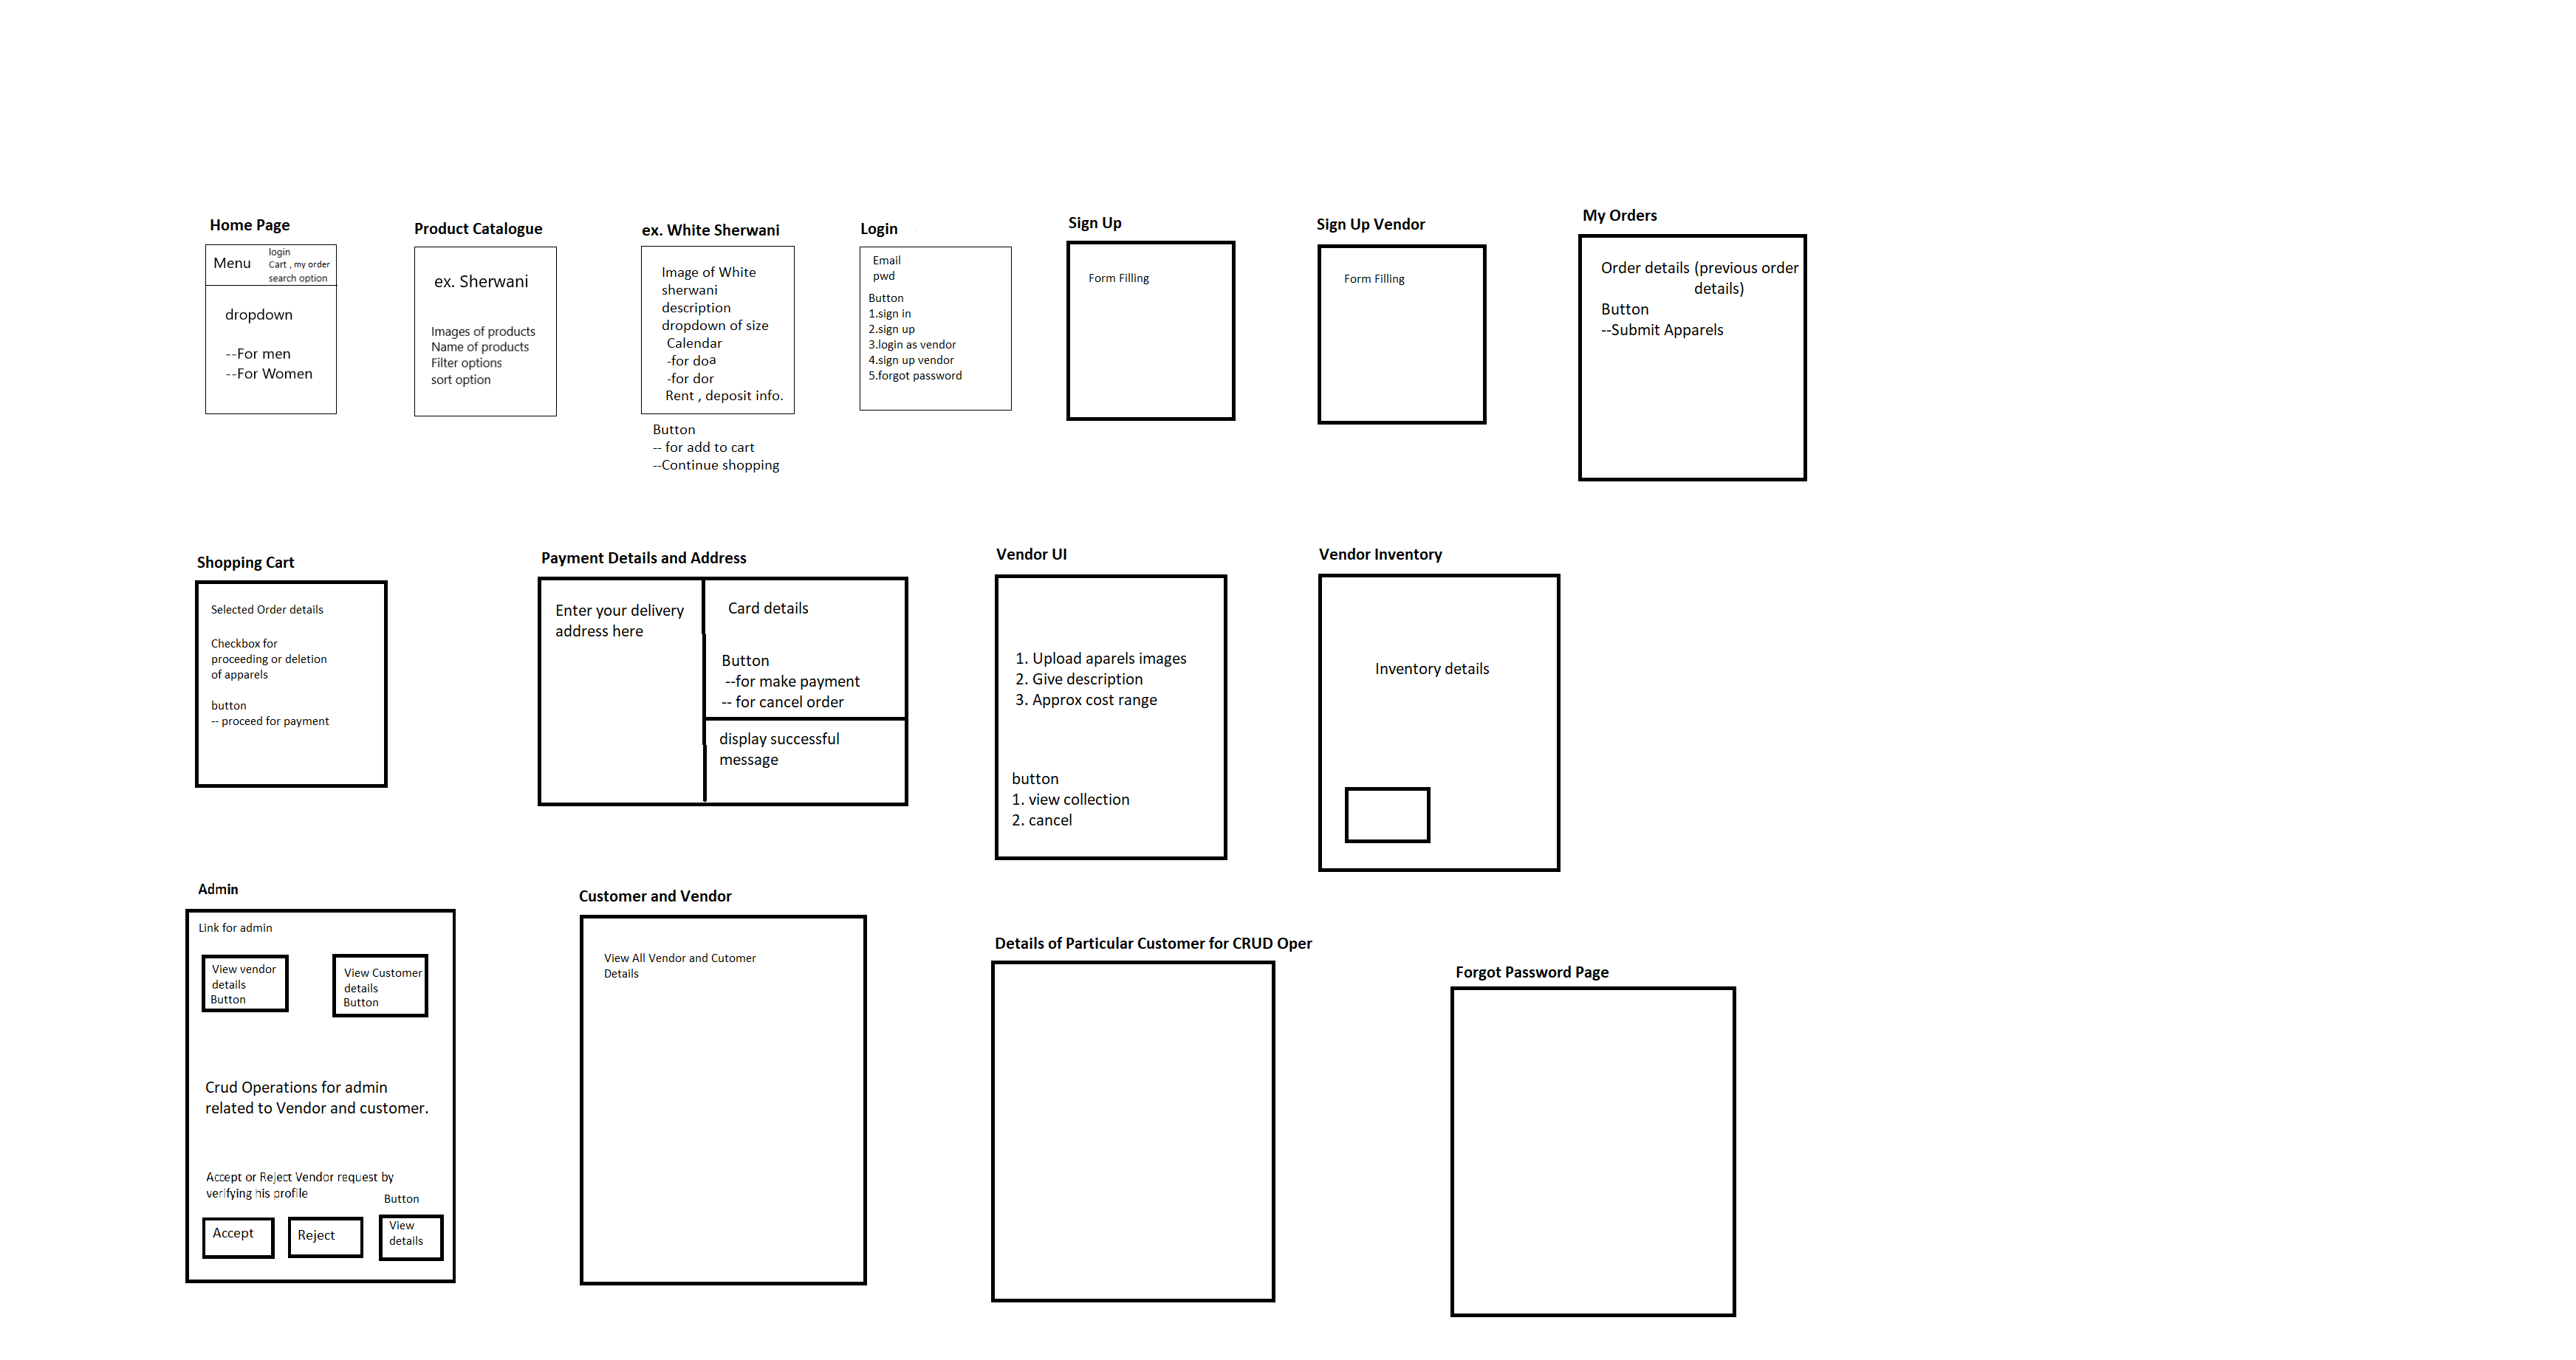 Home Page
Menu
login
Cart , my order
search option
dropdown
--For men
--For Women
Product Catalogue
ex. Sherwani
Images of products
Name of products
Filter options
sort option
ex. White Sherwani
Image of White
sherwani
description
dropdown of size
Calendar
-for doa
-for dor
Rent , deposit info.
Button
-- for add to cart
--Continue shopping
Login
Email
pwd
Button
1.sign in
2.sign up
3.login as vendor
4.sign up vendor
5.forgot password
Sign Up
Form Filling
Sign Up Vendor
Form Filling
My Orders
Order details (previous order
details)
Button
--Submit Apparels
Shopping Cart
Selected Order details
Checkbox for
proceeding or deletion
of apparels
button
-- proceed for payment
Payment Details and Address
Enter your delivery
address here
Card details
Button
--for make payment
-- for cancel order
display successful
message
Vendor UI
1. Upload aparels images
2. Give description
3. Approx cost range
button
1. view collection
2. cancel
Vendor Inventory
Inventory details
Admin
Link for admin
View vendor
details
Button
View Customer
details
Button
Crud Operations for admin
related to Vendor and customer.
Accept or Reject Vendor request by
verifying his profile
Button
Accept
Reject
View
details
Customer and Vendor
View All Vendor and Cutomer
Details
Details of Particular Customer for CRUD Oper
Forgot Password Page